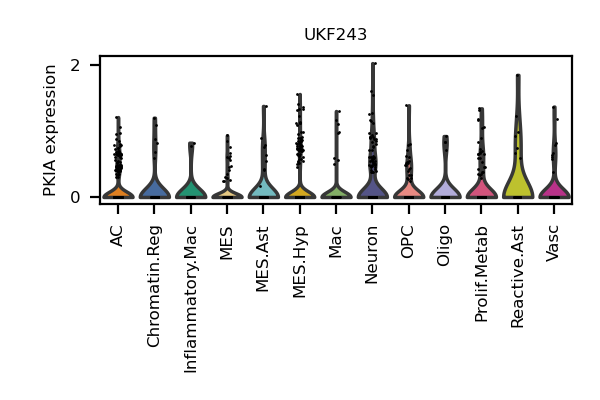 UKF243
PKIA expression
2
0
AC
Chromatin.Reg
Inflammatory.Mac
MES
MES.Ast
MES.Hyp
Mac
Neuron
OPC
Oligo
Prolif.Metab
Reactive.Ast
Vasc